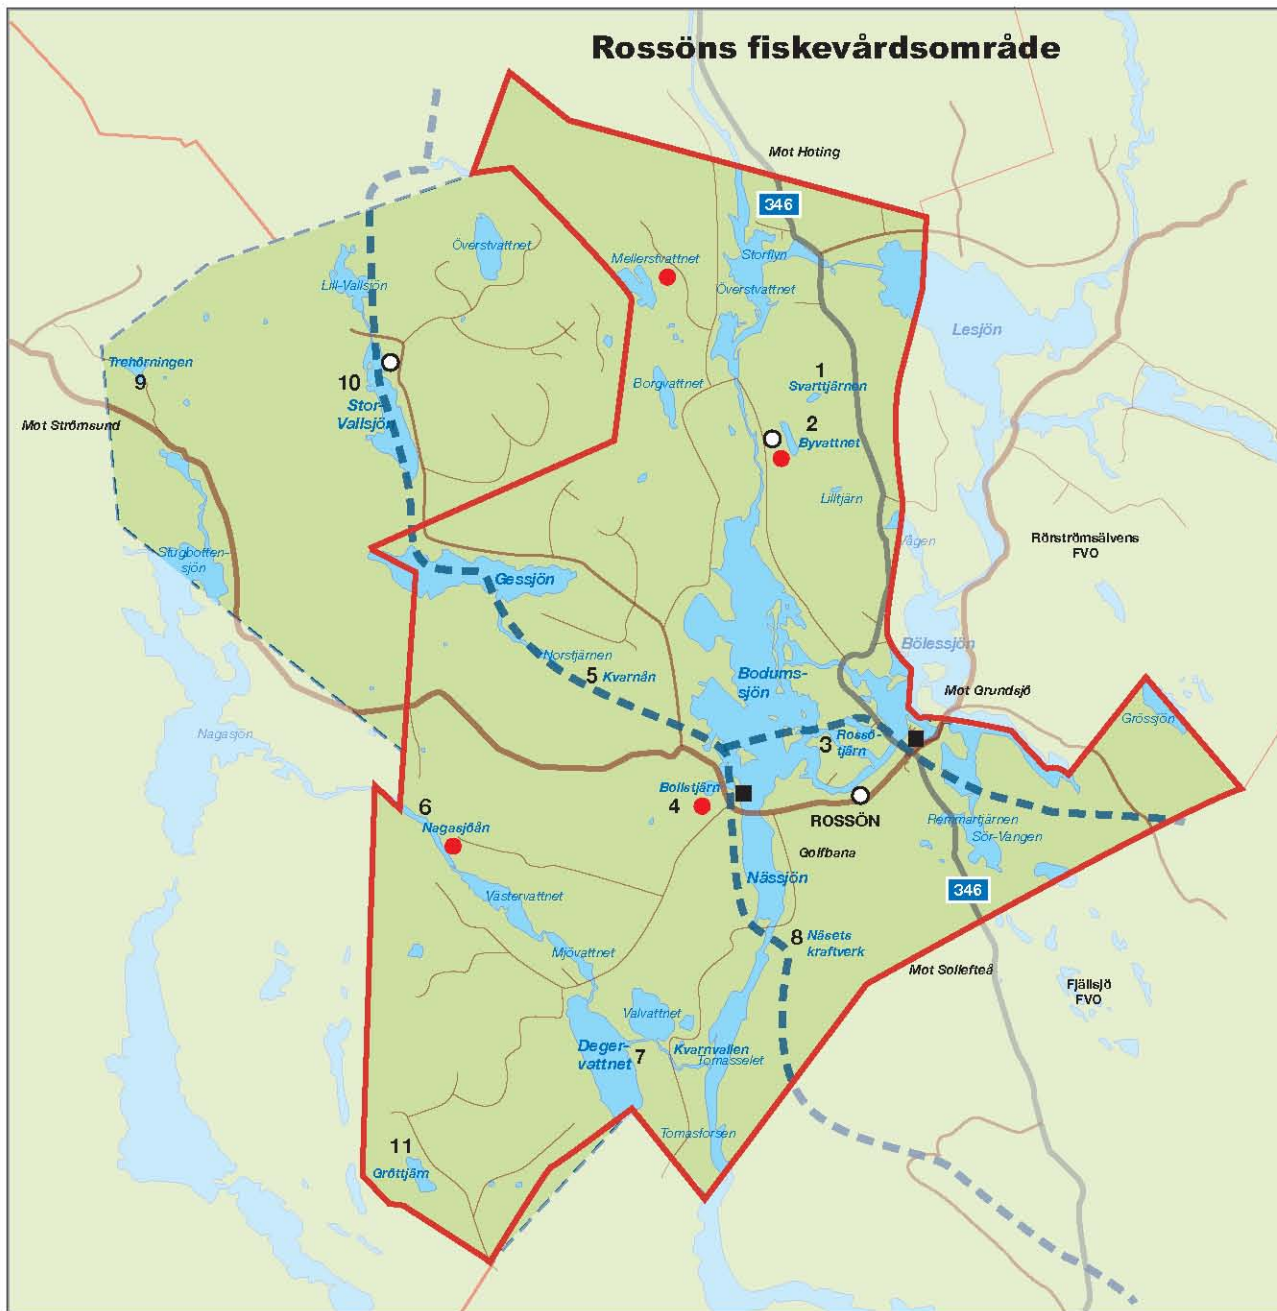 Rossöns fiskevårdsområde
Mot Hoting
346
Överstvattnet
Storflyn
Mellerstvattnet
Lill-Vallsjön
Överstvattnet
Lesjön
Trehörningen
9
10
Stor-
Vallsjön
Borgvattnet
1
Svarttjärnen
Mot Strömsund
2
Byvattnet
Lilltjärn
Vågen
Rörströmsälvens
FVO
Stugbotten-
sjön
Gessjön
Bölessjön
Norstjärnen
5
Kvarnån
Bodums-
sjön
Mot Grundsjö
Grössjön
Nagasjön
3
Rossö-
tjärn
Bollstjärn
4
6
Nagasjöån
ROSSÖN
Remmartjärnen
Sör-Vangen
Golfbana
Nässjön
346
Västervattnet
8
Näsets
kraftverk
Mjövattnet
Mot Sollefteå
Fjällsjö
FVO
Valvattnet
Deger-
vattnet
7
Kvarnvallen
Tomasselet
Tomasforsen
11
Gröttjärn